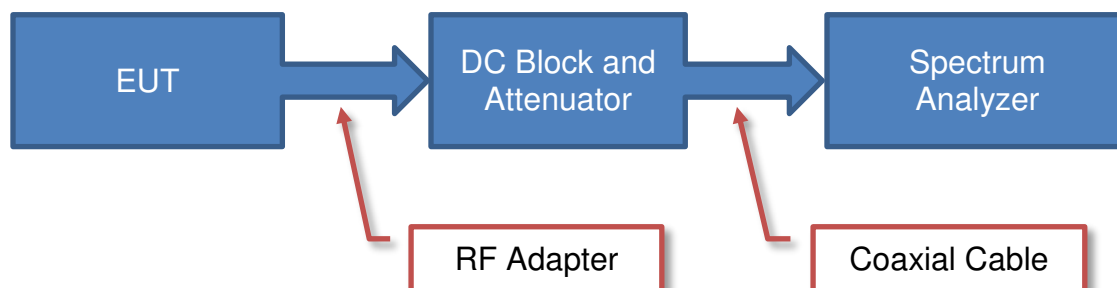 EUT
DC Block and
Attenuator
Spectrum
Analyzer
RF Adapter
Coaxial Cable